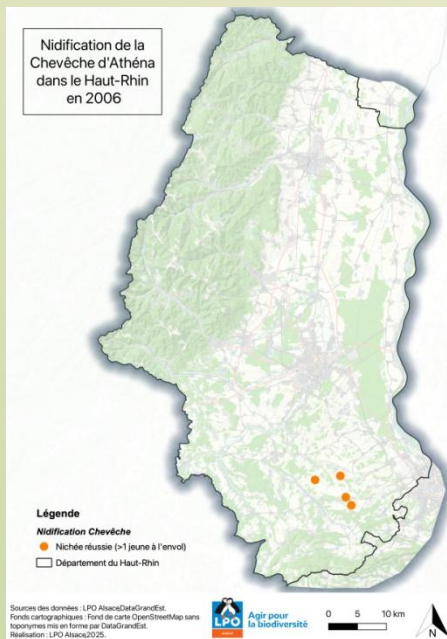 Nidification de la
Chevêche d'Athéna
dans le Haut-Rhin
en 2006
Légende
Nidification Chevêche
Nichée réussie (>1 jeune à l'envol)
Département du Haut-Rhin
Sources des données : LPO AlsaceDataGrandEst.
Fonds cartographiques : Fond de carte OpenStreetMap sans
toponymes mis en forme par DataGrandEst.
Réalisation : LPO Alsace2025.
LPO
Agir pour
la biodiversité
0 5 10 km